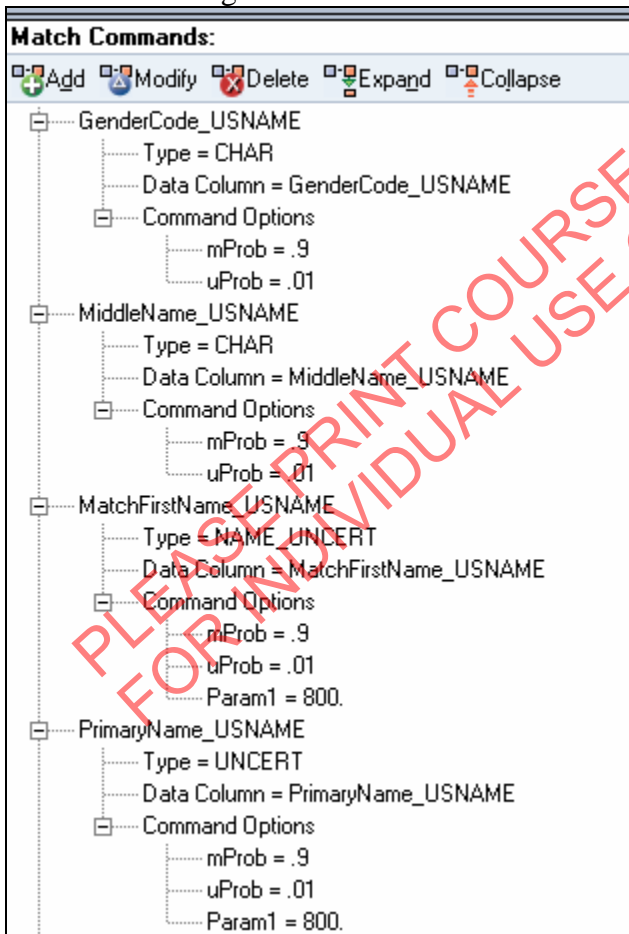 Match Commands:
Add Modify Delete Expand Collapse
GenderCode_USNAME
Type = CHAR
Data Column = GenderCode_USNAME
Command Options
mProb = .9
uProb = .01
MiddleName_USNAME
Type = CHAR
Data Column = MiddleName_USNAME
Command Options
mProb = .9
uProb = .01
MatchFirstName_USNAME
Type = NAME_UNCERT
Data Column = MatchFirstName_USNAME
Command Options
mProb = .9
uProb = .01
Param1 = 800.
PrimaryName_USNAME
Type = UNCERT
Data Column = PrimaryName_USNAME
Command Options
mProb = .9
uProb = .01
Param1 = 800.
PLEASE PRINT COURSE
FOR INDIVIDUAL USE